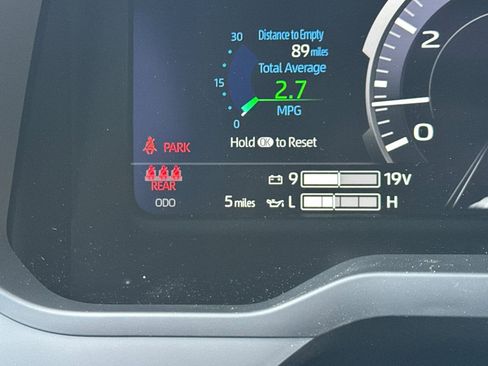 Distance to Empty
30
89 miles
Total Average
15
2.7
MPG
0
Hold OK to Reset
2
0
PARK
REAR
ODO
5 miles
9
19V
L
H